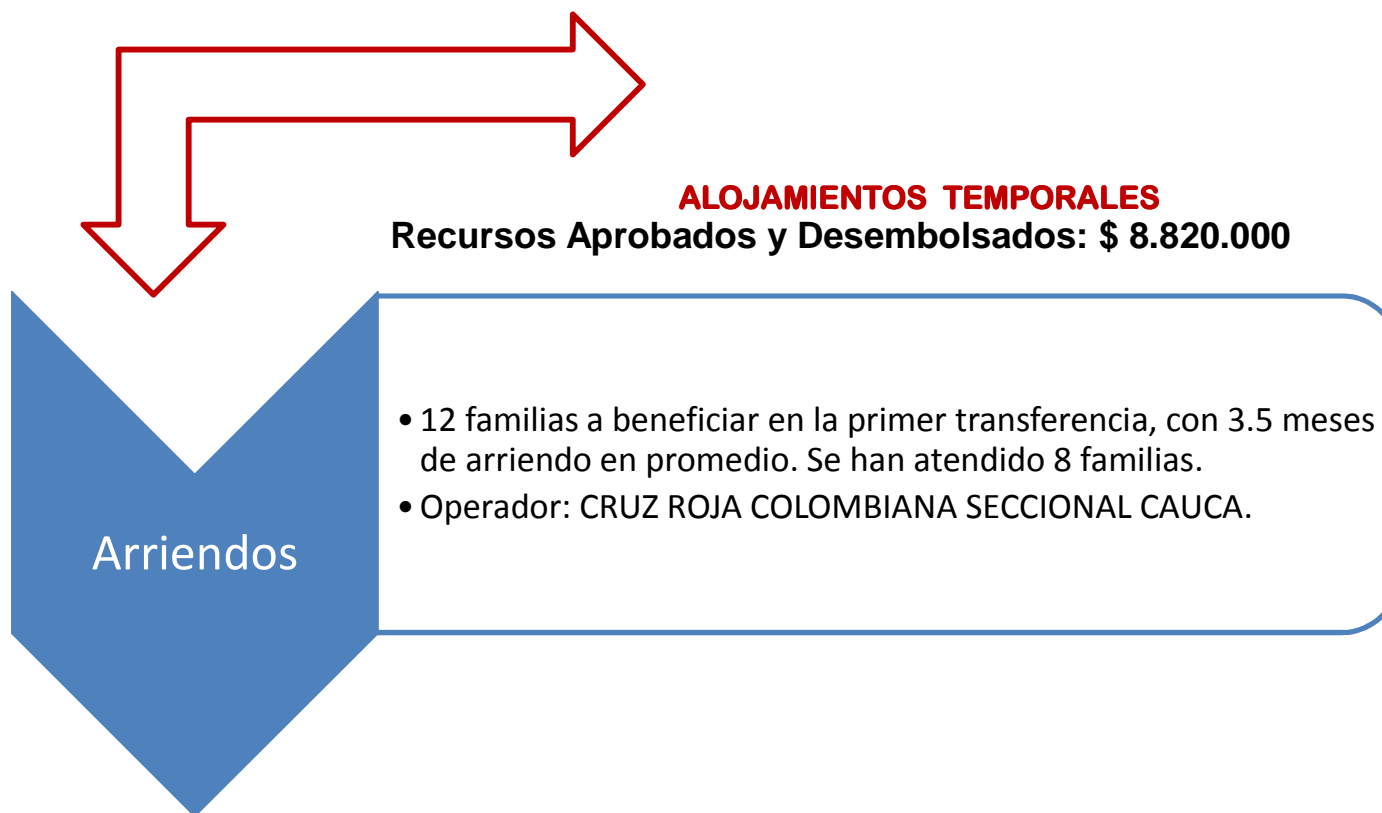 ALOJAMIENTOS TEMPORALES
Recursos Aprobados y Desembolsados: $ 8.820.000
• 12 familias a beneficiar en la primer transferencia, con 3.5 meses
de arriendo en promedio. Se han atendido 8 familias.
• Operador: CRUZ ROJA COLOMBIANA SECCIONAL CAUCA.
Arriendos